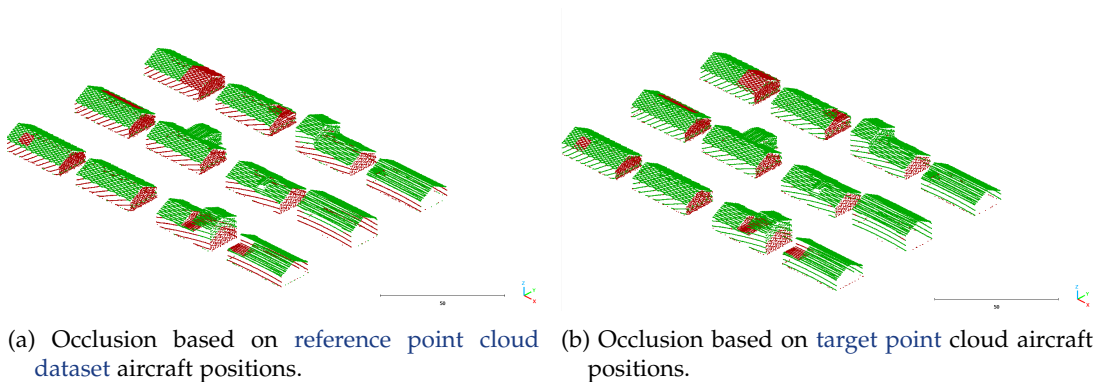 Z
Y
X
50
Z
Y
X
50
(a) Occlusion based on reference point cloud
dataset aircraft positions.
(b) Occlusion based on target point cloud aircraft
positions.